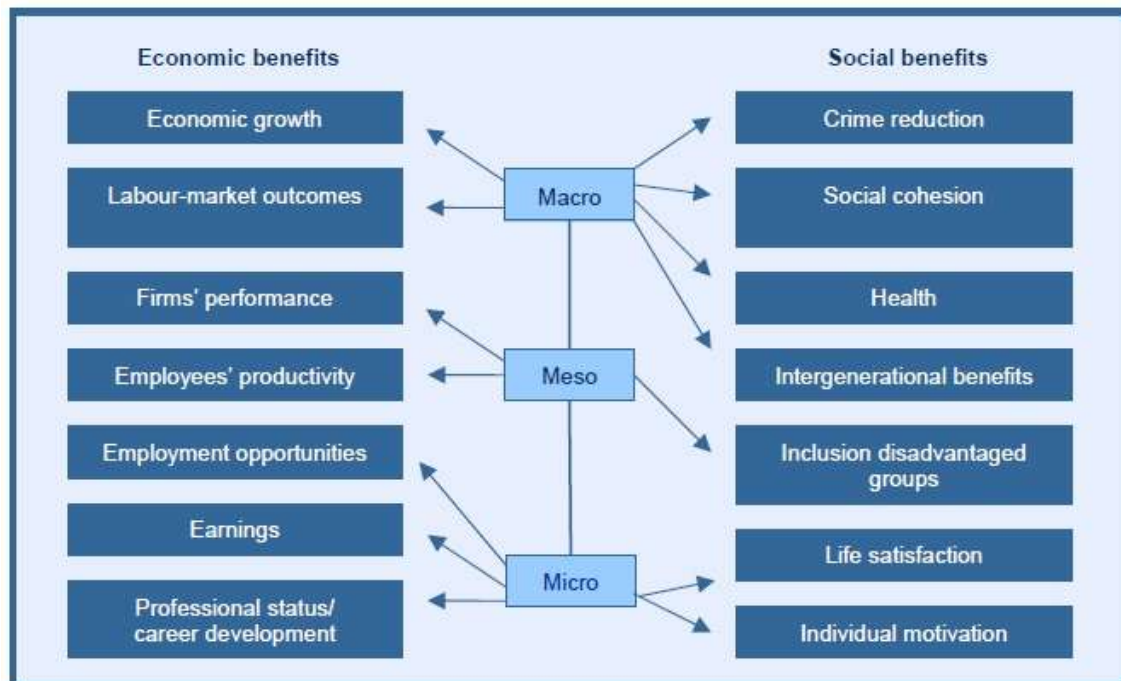 Economic benefits
Economic growth
Labour-market outcomes
Firms' performance
Employees' productivity
Employment opportunities
Earnings
Professional status/
career development
Macro
Meso
Micro
Social benefits
Crime reduction
Social cohesion
Health
Intergenerational benefits
Inclusion disadvantaged
groups
Life satisfaction
Individual motivation